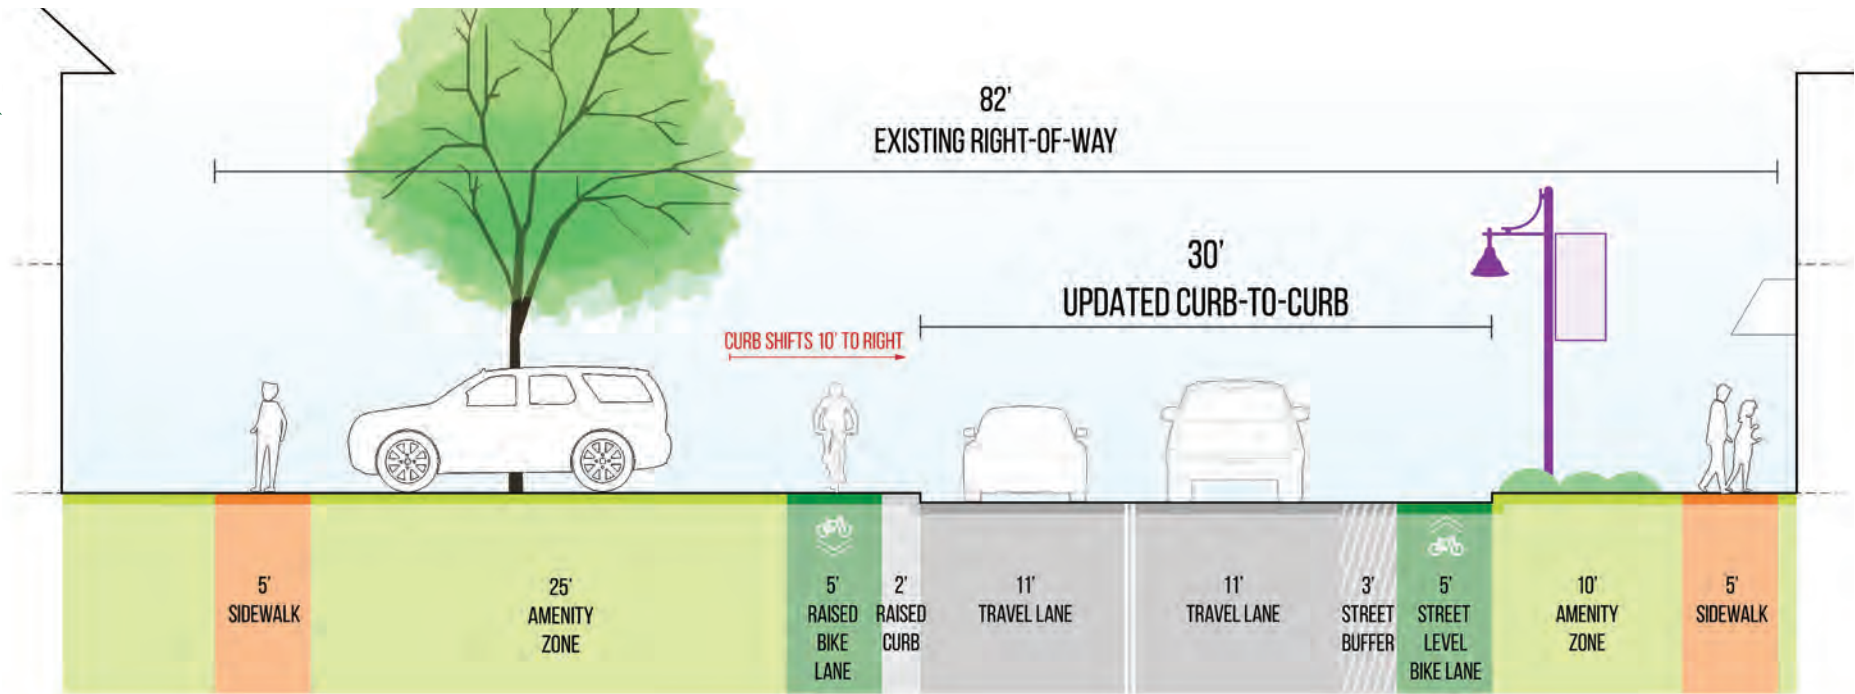 82'
EXISTING RIGHT-OF-WAY
30'
UPDATED CURB-TO-CURB
CURB SHIFTS 10' TO RIGHT
5'
SIDEWALK
25'
AMENITY
ZONE
5'
RAISED
BIKE
LANE
2'
RAISED
CURB
11'
TRAVEL LANE
11'
TRAVEL LANE
3'
STREET
BUFFER
5'
STREET
LEVEL
BIKE LANE
10'
AMENITY
ZONE
5'
SIDEWALK